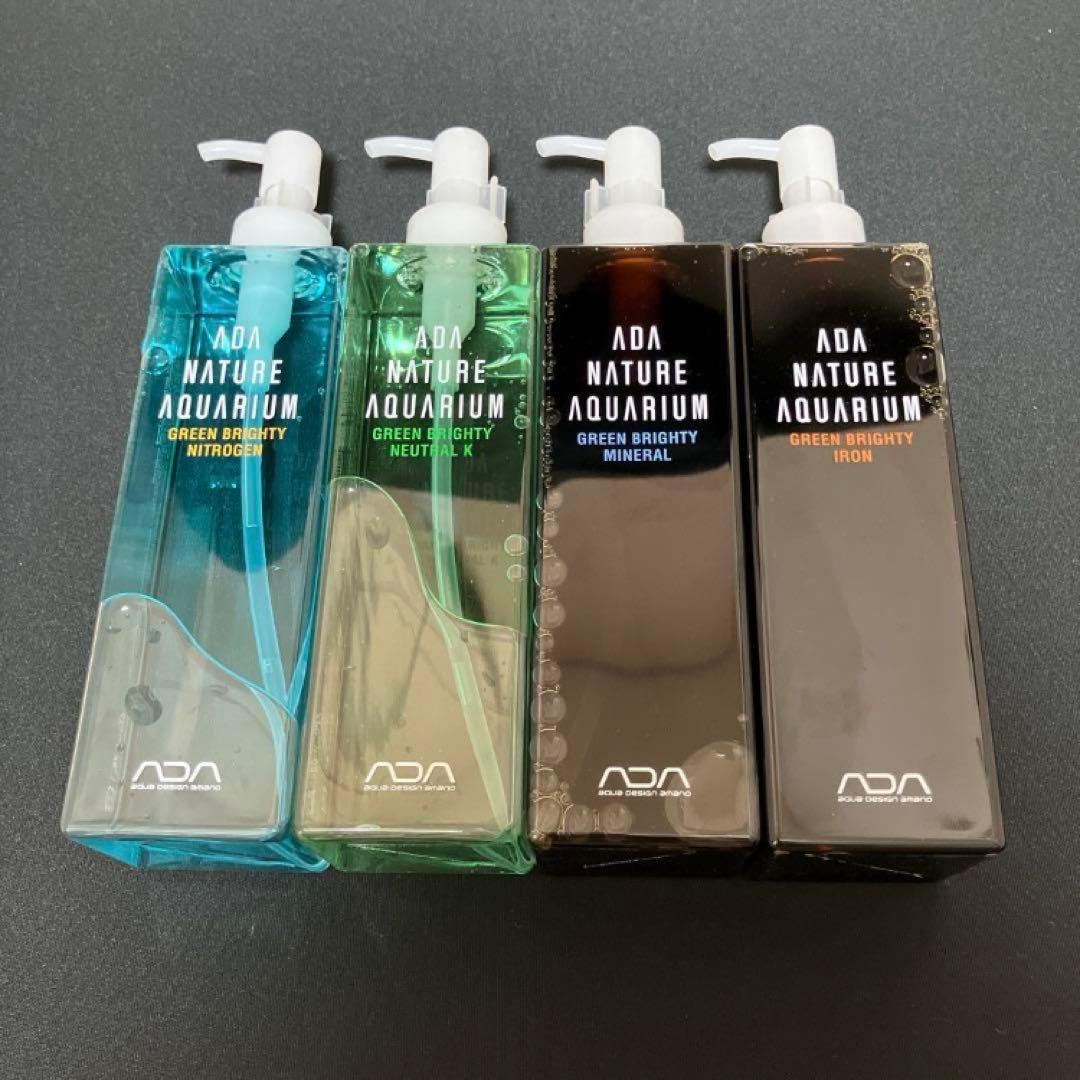 ADA
NATURE
AQUARIUM
GREEN BRIGHTY
NITROGEN
ADA
aqua design amano
ADA
NATURE
AQUARIUM
GREEN BRIGHTY
NEUTRAL K
ADA
aqua design amano
ADA
NATURE
AQUARIUM
GREEN BRIGHTY
MINERAL
ADA
aqua design amano
ADA
NATURE
AQUARIUM
GREEN BRIGHTY
IRON
ADA
aqua design amano